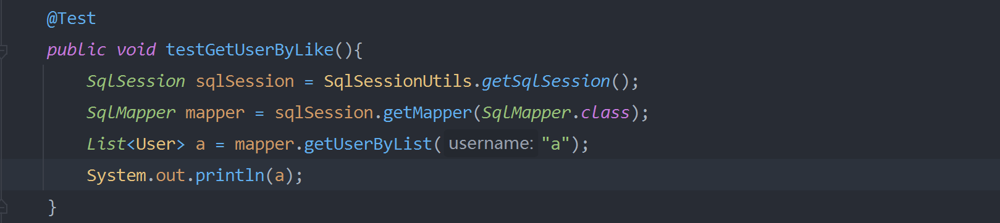 @Test
public void testGetUserByLike(){
SqlSession sqlSession = SqlSessionUtils.getSqlSession();
SqlMapper mapper = sqlSession.getMapper(SqlMapper.class);
List<User> a = mapper.getUserByList( username: "a");
System.out.println(a);
}